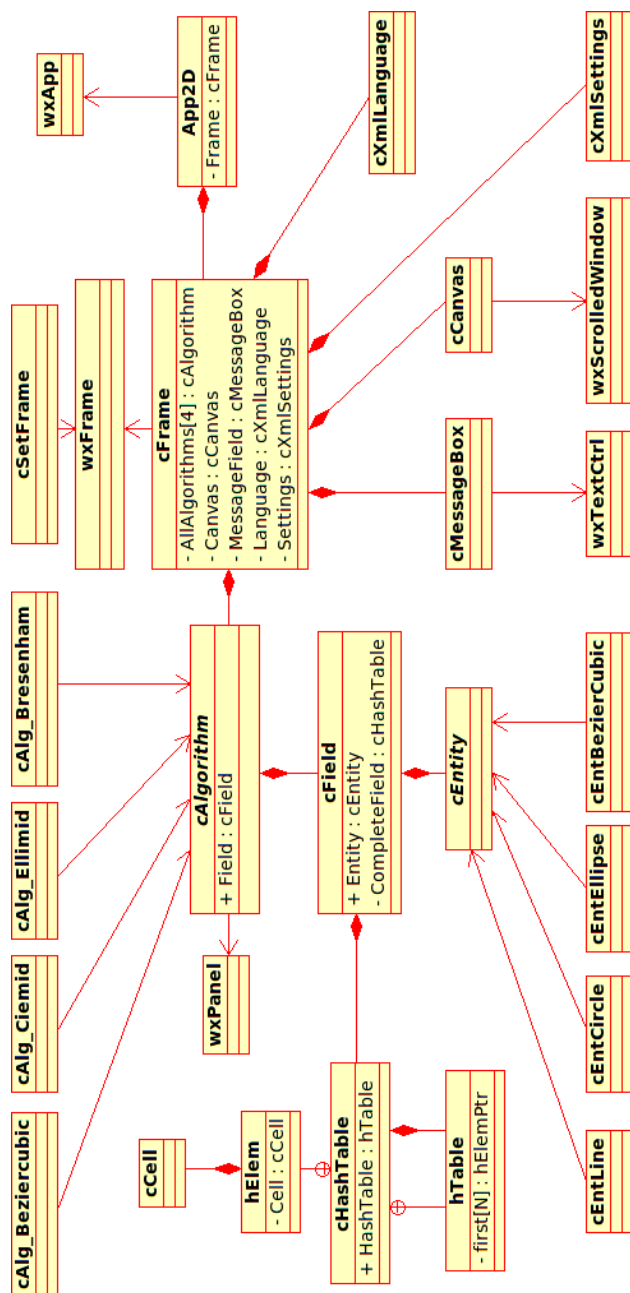 cAlg_Beziercubic
cAlg_Ciemid
cAlg_Ellimid
cAlg_Bresenham
cSetFrame
wxApp
wxFrame
App2D
- Frame : cFrame
cCell
hElem
- Cell : cCell
wxPanel
cAlgorithm
+ Field : cField
cFrame
- AllAlgorithms[4] : cAlgorithm
- Canvas : cCanvas
- MessageField : cMessageBox
- Language : cXmlLanguage
- Settings : cXmlSettings
cXmlLanguage
cHashTable
+ HashTable : hTable
cField
+ Entity : cEntity
- CompleteField : cHashTable
hTable
- first[N] : hElemPtr
cEntity
cMessageBox
cCanvas
cEntLine
cEntCircle
cEntEllipse
cEntBezierCubic
wxTextCtrl
wxScrolledWindow
cXmlSettings